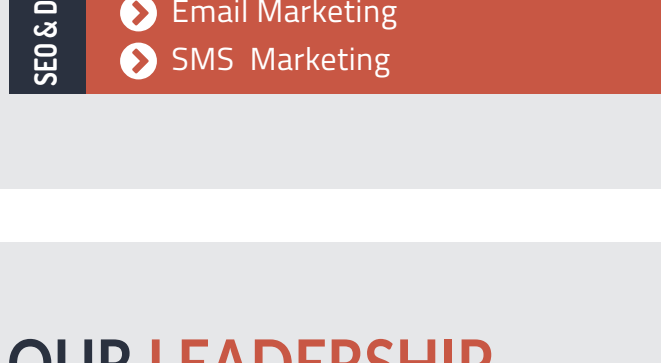 Email Marketing
SMS Marketing
SEO & D
OUR LEADERSHIP